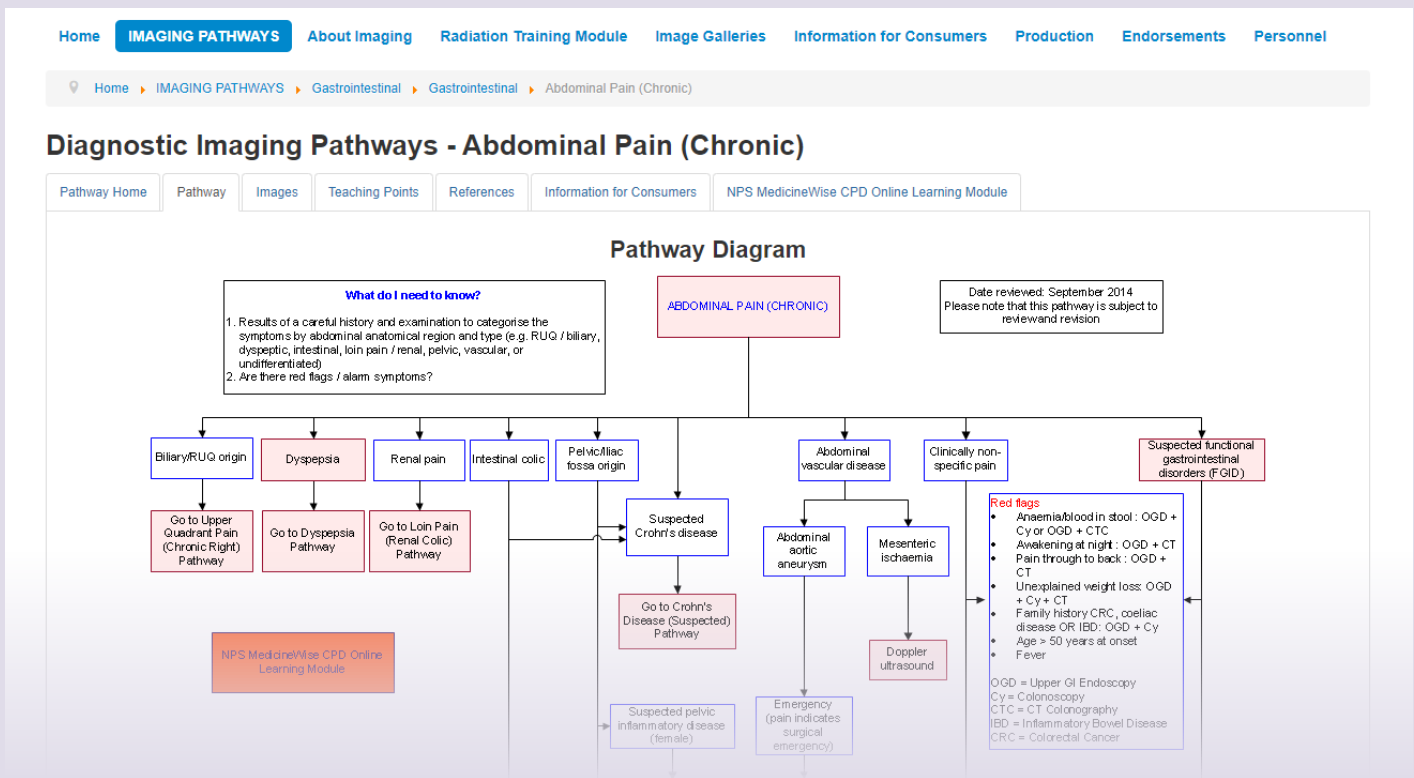 Home IMAGING PATHWAYS About Imaging Radiation Training Module Image Galleries Information for Consumers Production Endorsements Personnel
Home IMAGING PATHWAYS Gastrointestinal Gastrointestinal Abdominal Pain (Chronic)
Diagnostic Imaging Pathways - Abdominal Pain (Chronic)
Pathway Home Pathway Images Teaching Points References Information for Consumers NPS MedicineWise CPD Online Learning Module
Pathway Diagram
What do I need to know?
1. Results of a careful history and examination to categorise the
symptoms by abdominal anatomical region and type (e.g. RUQ / biliary,
dyspeptic, intestinal, loin pain / renal, pelvic, vascular, or
undifferentiated)
2. Are there red flags / alarm symptoms?
ABDOMINAL PAIN (CHRONIC)
Date reviewed: September 2014
Please note that this pathway is subject to
reviewand revision
Biliary/RUQ origin
Dyspepsia
Renal pain
Intestinal colic
Pelvic/Iliac
fossa origin
Abdominal
vascular disease
Clinically non-
specific pain
Suspected functional
gastrointestinal
disorders (FGID)
Go to Upper
Quadrant Pain
(Chronic Right)
Pathway
Go to Dyspepsia
Pathway
Go to Loin Pain
(Renal Colic)
Pathway
Suspected
Crohn's disease
Abdominal
aortic
aneurysm
Mesenteric
ischaemia
Red flags
• Anaemia/blood in stool : OGD +
Cy or OGD + CTC
• Awakening at night : OGD + CT
• Pain through to back : OGD +
CT
• Unexplained weight loss: OGD
+ Cy + CT
• Family history CRC, coeliac
disease OR IBD: OGD + Cy
• Age > 50 years at onset
• Fever
OGD = Upper GI Endoscopy
Cy = Colonoscopy
CTC = CT Colonography
IBD = Inflammatory Bowel Disease
CRC = Colorectal Cancer
Go to Crohn's
Disease (Suspected)
Pathway
NPS MedicineWise CPD Online
Learning Module
Doppler
ultrasound
Suspected pelvic
inflammatory disease
(female)
Emergency
(pain indicates
surgical
emergency)